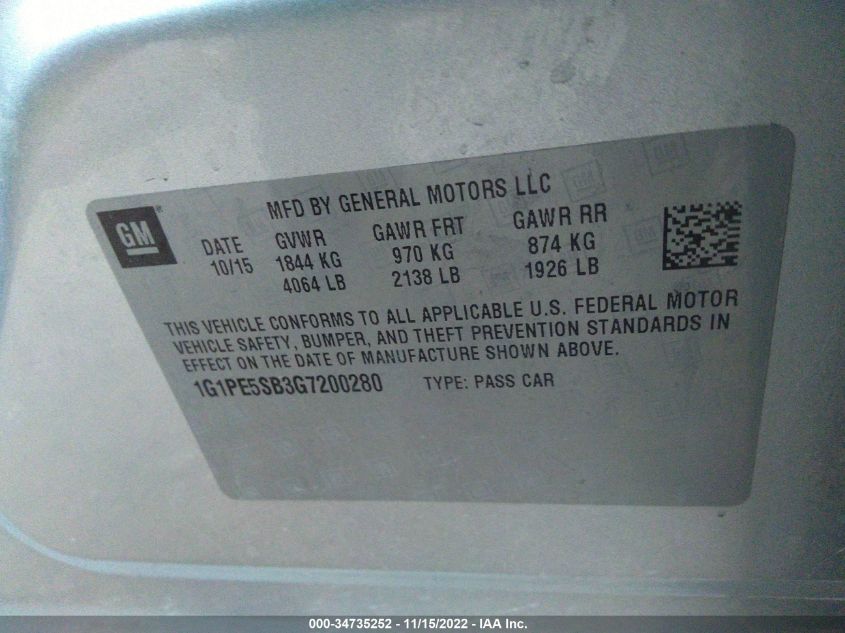 GM®
MFD BY GENERAL MOTORS LLC
DATE GVWR GAWR FRT GAWR RR
10/15 1844 KG 970 KG 874 KG
4064 LB 2138 LB 1926 LB
THIS VEHICLE CONFORMS TO ALL APPLICABLE U.S. FEDERAL MOTOR
VEHICLE SAFETY, BUMPER, AND THEFT PREVENTION STANDARDS IN
EFFECT ON THE DATE OF MANUFACTURE SHOWN ABOVE.
1G1PE5SB3G7200280 TYPE: PASS CAR
000-34735252 - 11/15/2022 - IAA Inc.